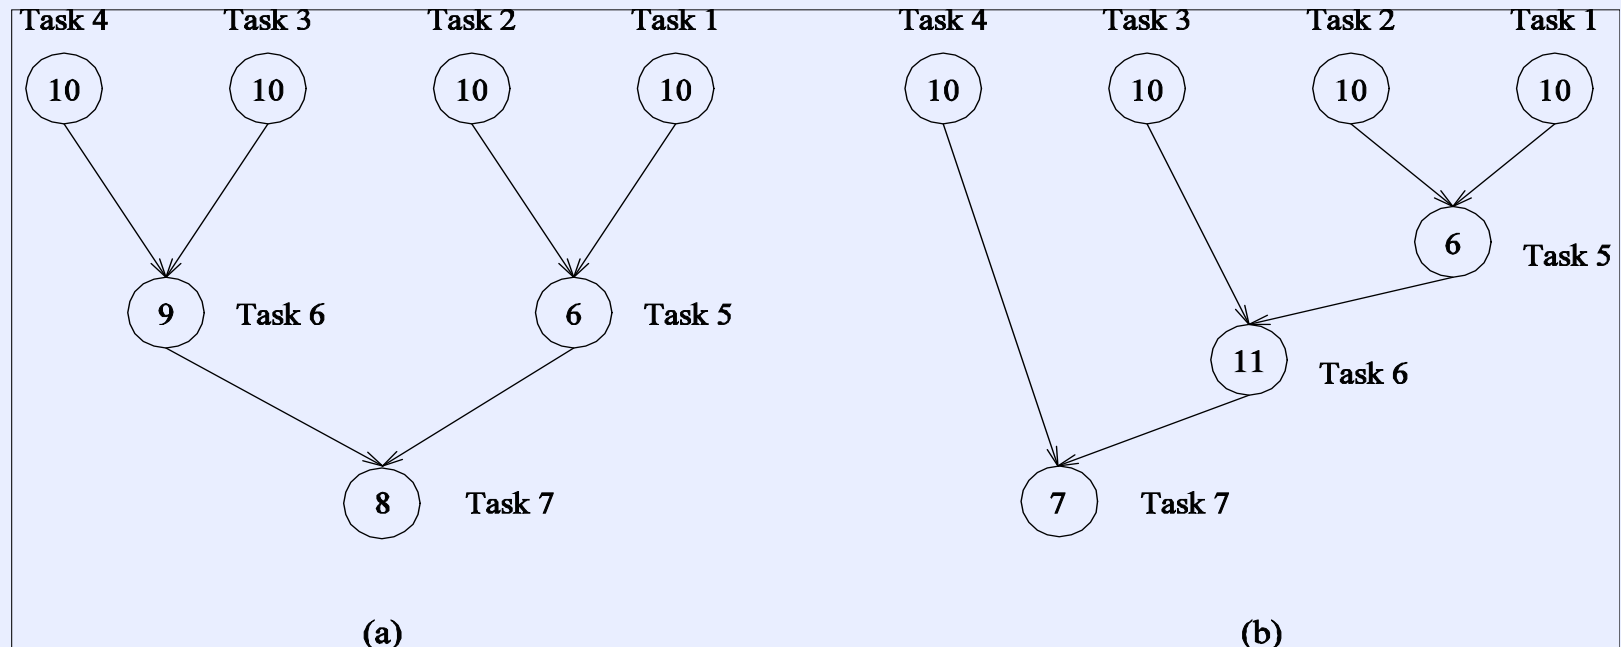 Task 4 Task 3 Task 2 Task 1 Task 4 Task 3 Task 2 Task 1
10 10 10 10 10 10 10 10
6 Task 5
9 Task 6 6 Task 5
11 Task 6
8 Task 7 7 Task 7
(a) (b)